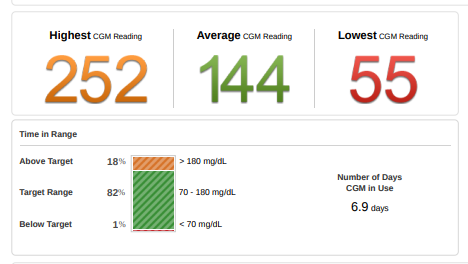 Highest CGM Reading Average CGM Reading Lowest CGM Reading
252 144 55
Time in Range
Above Target 18% > 180 mg/dL
Target Range 82% 70 - 180 mg/dL
Below Target 1% < 70 mg/dL
Number of Days
CGM in Use
6.9 days